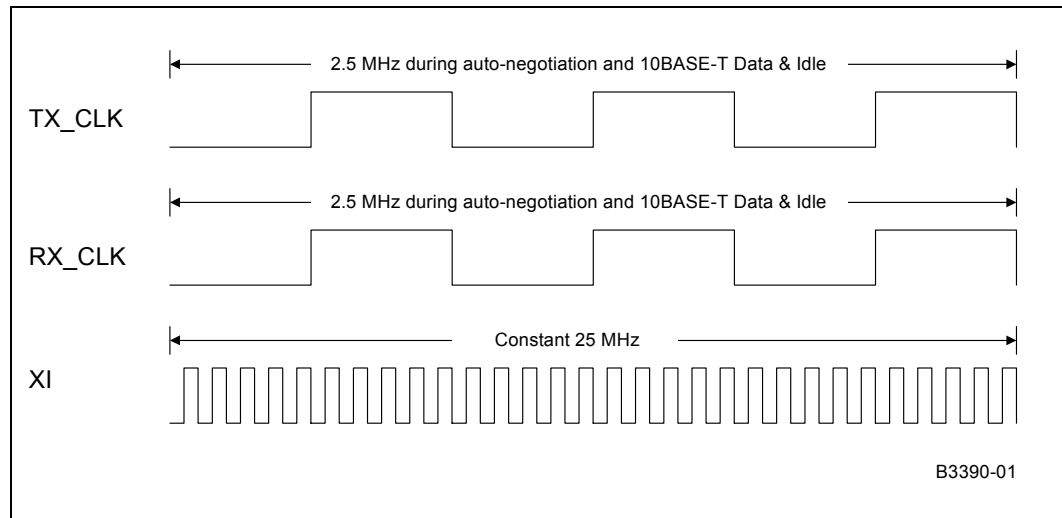 2.5 MHz during auto-negotiation and 10BASE-T Data & Idle
TX_CLK
2.5 MHz during auto-negotiation and 10BASE-T Data & Idle
RX_CLK
Constant 25 MHz
XI
B3390-01